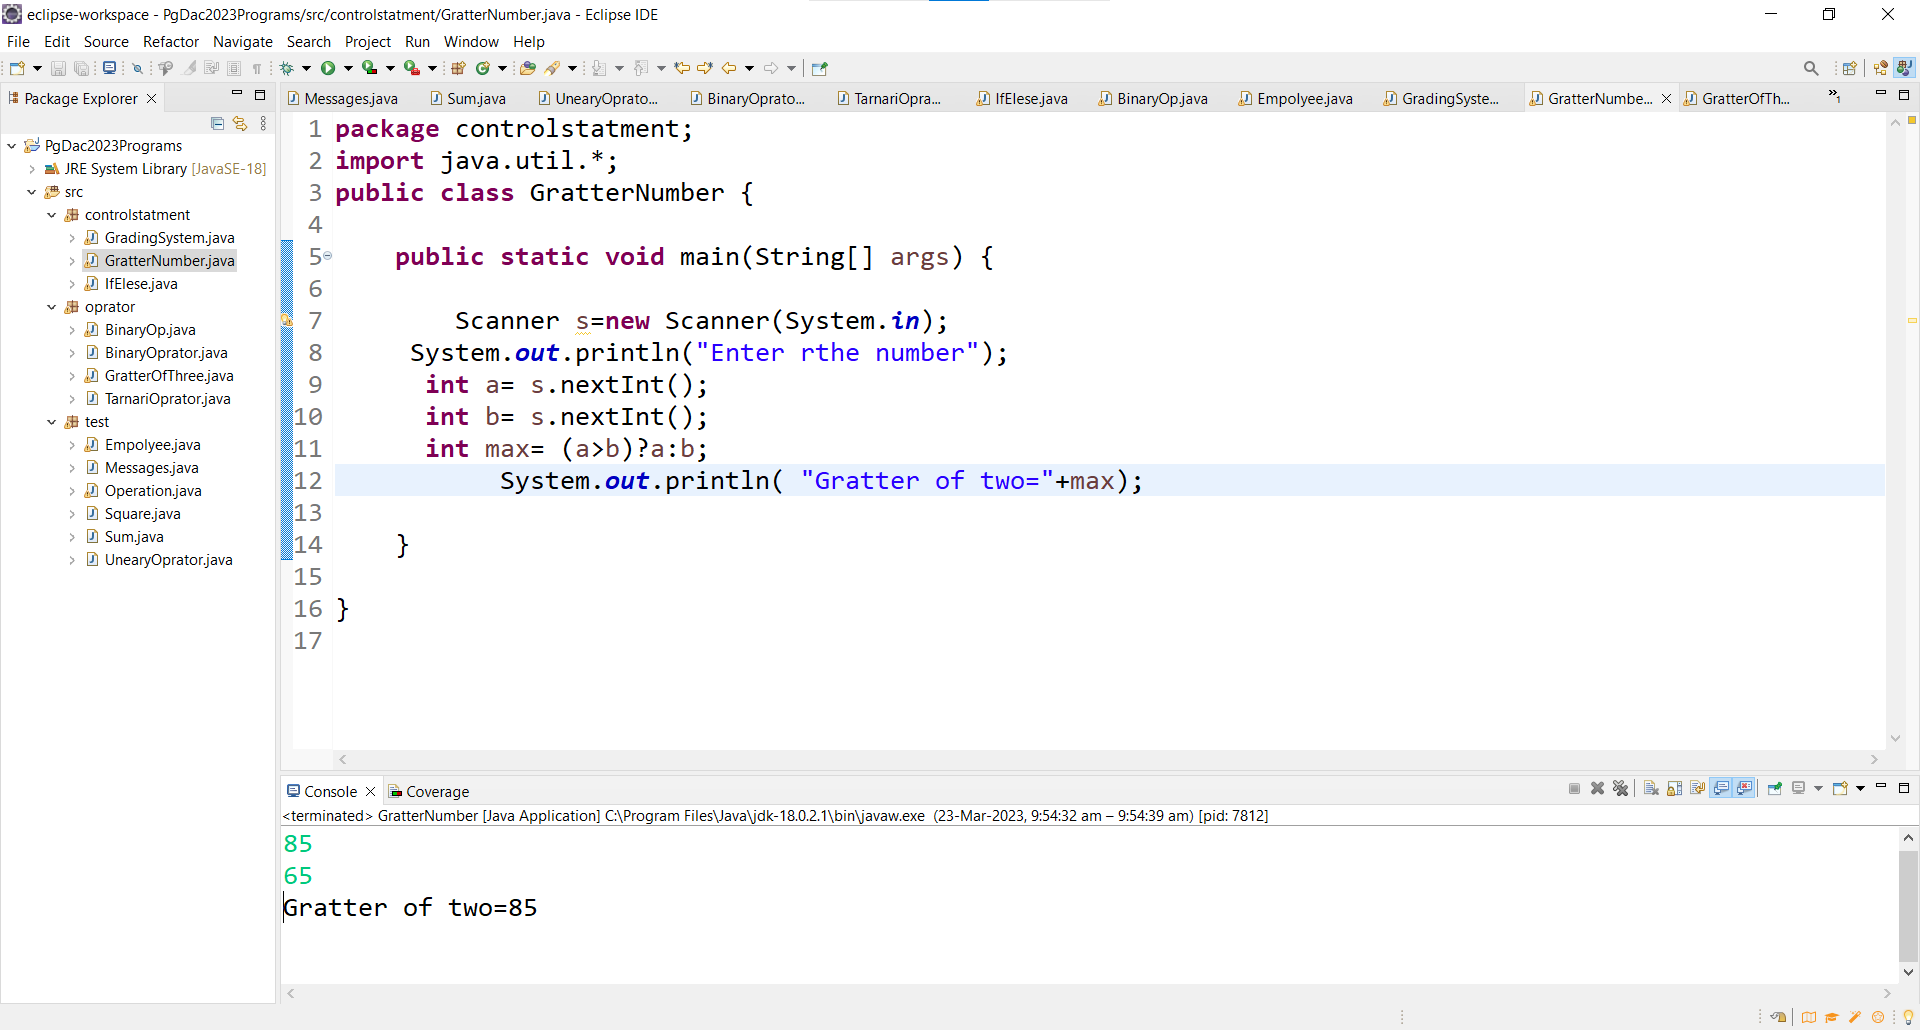 eclipse-workspace - PgDac2023Programs/src/controlstatment/GratterNumber.java - Eclipse IDE
File Edit Source Refactor Navigate Search Project Run Window Help
Package Explorer
Messages.java Sum.java UnearyOprato... BinaryOprato... TarnariOpra... IfElese.java BinaryOp.java Empolyee.java GradingSyste... GratterNumbe... GratterOfTh... »1
PgDac2023Programs
JRE System Library [JavaSE-18]
src
controlstatment
GradingSystem.java
GratterNumber.java
IfElese.java
oprator
BinaryOp.java
BinaryOprator.java
GratterOfThree.java
TarnariOprator.java
test
Empolyee.java
Messages.java
Operation.java
Square.java
Sum.java
UnearyOprator.java
1 package controlstatment;
2 import java.util.*;
3 public class GratterNumber {
4
5 public static void main(String[] args) {
6
7 Scanner s=new Scanner(System.in);
8 System.out.println("Enter rthe number");
9 int a= s.nextInt();
10 int b= s.nextInt();
11 int max= (a>b)?a:b;
12 System.out.println( "Gratter of two="+max);
13
14 }
15
16 }
17
Console Coverage
<terminated> GratterNumber [Java Application] C:\Program Files\Java\jdk-18.0.2.1\bin\javaw.exe (23-Mar-2023, 9:54:32 am – 9:54:39 am) [pid: 7812]
85
65
Gratter of two=85